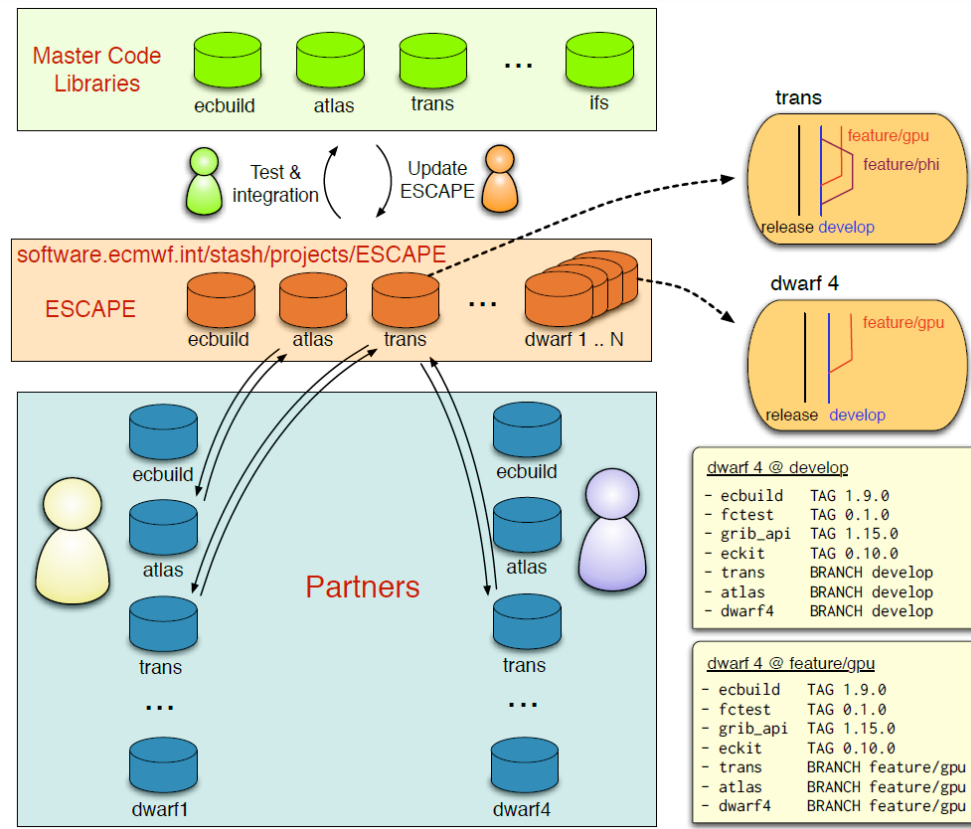 Master Code
Libraries
ecbuild
atlas
trans
...
ifs
Test &
integration
Update
ESCAPE
software.ecmwf.int/stash/projects/ESCAPE
ESCAPE
ecbuild
atlas
trans
...
dwarf 1 .. N
Partners
ecbuild
atlas
trans
...
dwarf1
ecbuild
atlas
trans
...
dwarf4
trans
feature/gpu
feature/phi
release develop
dwarf 4
feature/gpu
release develop
dwarf 4 @ develop
- ecbuild TAG 1.9.0
- fctest TAG 0.1.0
- grib_api TAG 1.15.0
- eckit TAG 0.10.0
- trans BRANCH develop
- atlas BRANCH develop
- dwarf4 BRANCH develop
dwarf 4 @ feature/gpu
- ecbuild TAG 1.9.0
- fctest TAG 0.1.0
- grib_api TAG 1.15.0
- eckit TAG 0.10.0
- trans BRANCH feature/gpu
- atlas BRANCH feature/gpu
- dwarf4 BRANCH feature/gpu